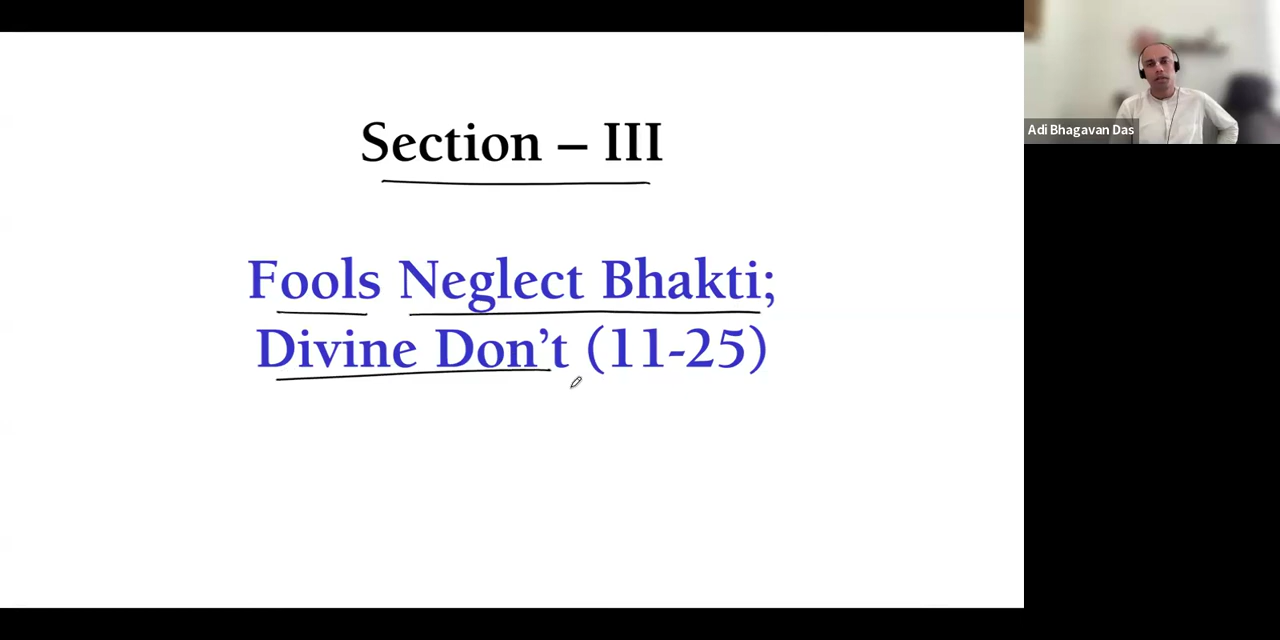 Section – III
Fools Neglect Bhakti;
Divine Don’t (11-25)
Adi Bhagavan Das